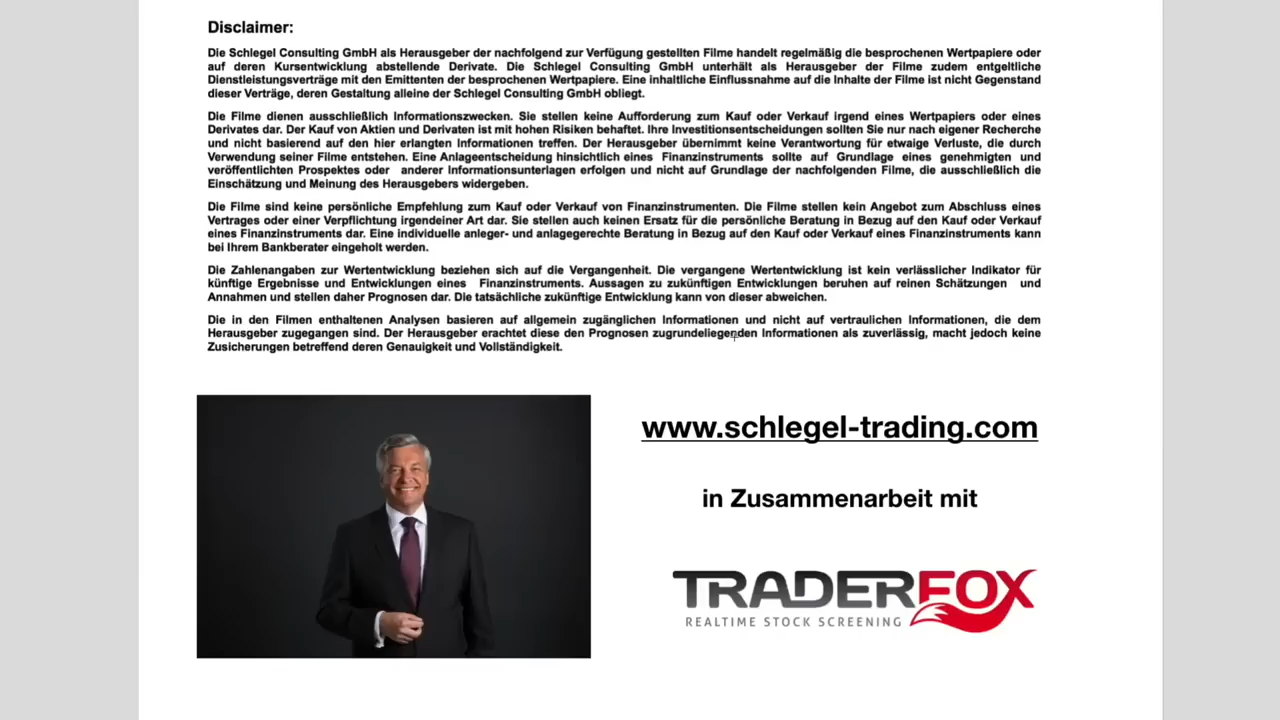 Disclaimer:
Die Schlegel Consulting GmbH als Herausgeber der nachfolgend zur Verfügung gestellten Filme handelt regelmäßig die besprochenen Wertpapiere oder
auf deren Kursentwicklung abstellende Derivate. Die Schlegel Consulting GmbH unterhält als Herausgeber der Filme zudem entgeltliche
Dienstleistungsverträge mit den Emittenten der besprochenen Wertpapiere. Eine inhaltliche Einflussnahme auf die Inhalte der Filme ist nicht Gegenstand
dieser Verträge, deren Gestaltung alleine der Schlegel Consulting GmbH obliegt.
Die Filme dienen ausschließlich Informationszwecken. Sie stellen keine Aufforderung zum Kauf oder Verkauf irgend eines Wertpapiers oder eines
Derivates dar. Der Kauf von Aktien und Derivaten ist mit hohen Risiken behaftet. Ihre Investitionsentscheidungen sollten Sie nur nach eigener Recherche
und nicht basierend auf den hier erlangten Informationen treffen. Der Herausgeber übernimmt keine Verantwortung für etwaige Verluste, die durch
Verwendung seiner Filme entstehen. Eine Anlageentscheidung hinsichtlich eines Finanzinstruments sollte auf Grundlage eines genehmigten und
veröffentlichten Prospektes oder anderer Informationsunterlagen erfolgen und nicht auf Grundlage der nachfolgenden Filme, die ausschließlich die
Einschätzung und Meinung des Herausgebers widergeben.
Die Filme sind keine persönliche Empfehlung zum Kauf oder Verkauf von Finanzinstrumenten. Die Filme stellen kein Angebot zum Abschluss eines
Vertrages oder einer Verpflichtung irgendeiner Art dar. Sie stellen auch keinen Ersatz für die persönliche Beratung in Bezug auf den Kauf oder Verkauf
eines Finanzinstruments dar. Eine individuelle anleger- und anlagegerechte Beratung in Bezug auf den Kauf oder Verkauf eines Finanzinstruments kann
bei Ihrem Bankberater eingeholt werden.
Die Zahlenangaben zur Wertentwicklung beziehen sich auf die Vergangenheit. Die vergangene Wertentwicklung ist kein verlässlicher Indikator für
künftige Ergebnisse und Entwicklungen eines Finanzinstruments. Aussagen zu zukünftigen Entwicklungen beruhen auf reinen Schätzungen und
Annahmen und stellen daher Prognosen dar. Die tatsächliche zukünftige Entwicklung kann von dieser abweichen.
Die in den Filmen enthaltenen Analysen basieren auf allgemein zugänglichen Informationen und nicht auf vertraulichen Informationen, die dem
Herausgeber zugegangen sind. Der Herausgeber erachtet diese den Prognosen zugrundeliegenden Informationen als zuverlässig, macht jedoch keine
Zusicherungen betreffend deren Genauigkeit und Vollständigkeit.
www.schlegel-trading.com
in Zusammenarbeit mit
TRADERFOX
REALTIME STOCK SCREENING